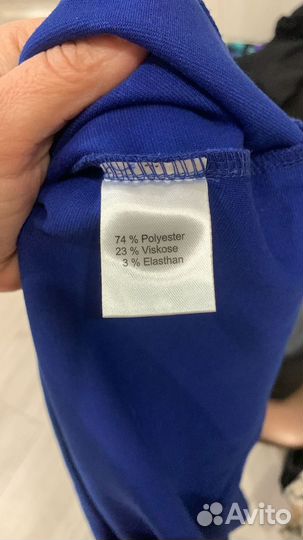 74 % Polyester
23 % Viskose
3 % Elasthan
Avito